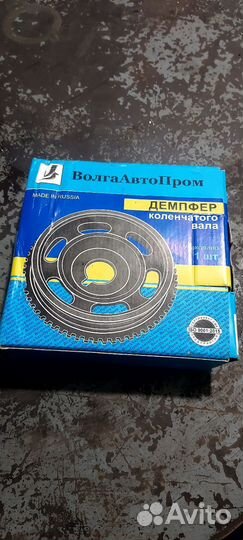 ВолгаАвтоПром
MADE IN RUSSIA
ДЕМПФЕР
коленчатого
вала
1 шт.
Avito